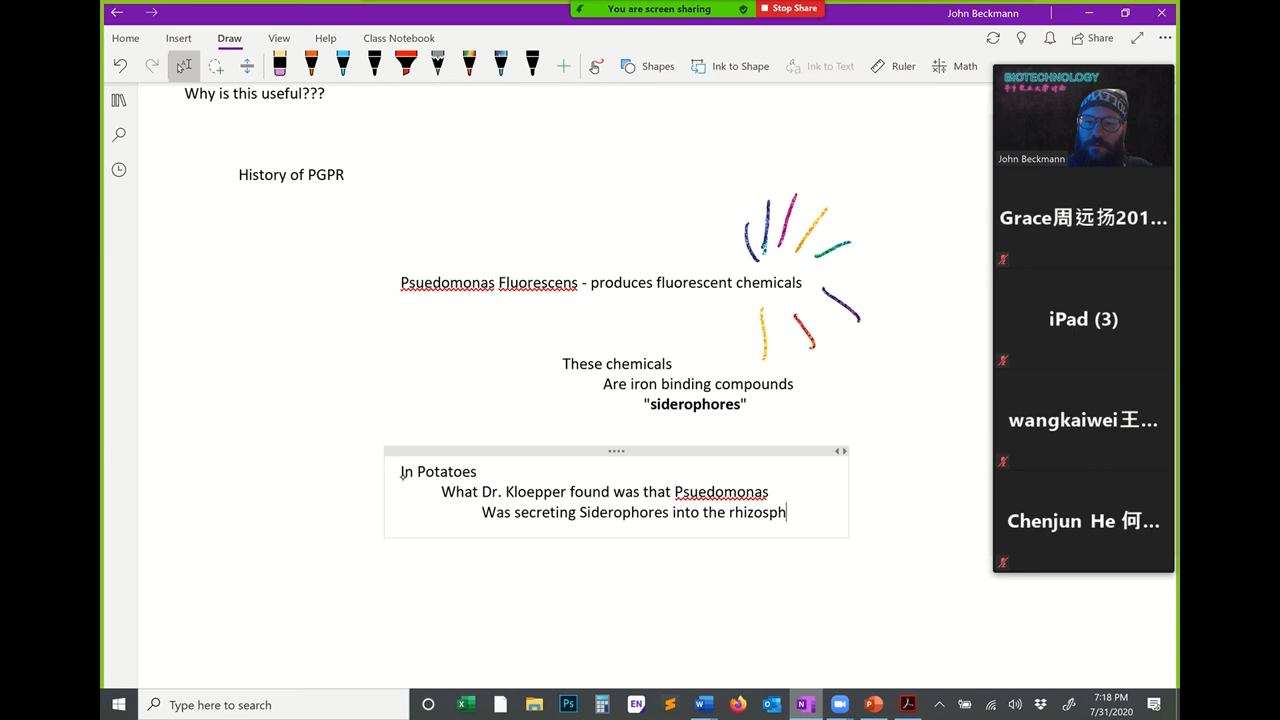 You are screen sharing
Stop Share
John Beckmann
Home Insert Draw View Help Class Notebook
Share
Shapes
Ink to Shape
Ink to Text
Ruler
Math
Why is this useful???
History of PGPR
Psuedomonas Fluorescens - produces fluorescent chemicals
These chemicals
Are iron binding compounds
"siderophores"
In Potatoes
What Dr. Kloepper found was that Psuedomonas
Was secreting Siderophores into the rhizosph
BIOTECHNOLOGY
John Beckmann
Grace周远扬201...
iPad (3)
wangkaiwei王...
Chenjun He 何...
Type here to search
Ps
EN
7:18 PM
7/31/2020